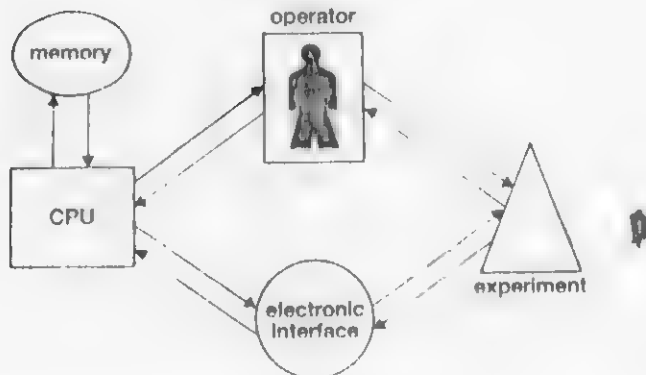 operator
memory
CPU
experiment
electronic
interface